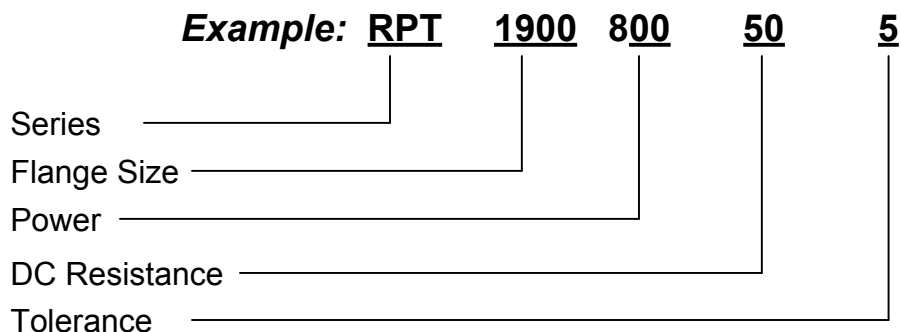 Example: RPT 1900 800 50 5
Series
Flange Size
Power
DC Resistance
Tolerance